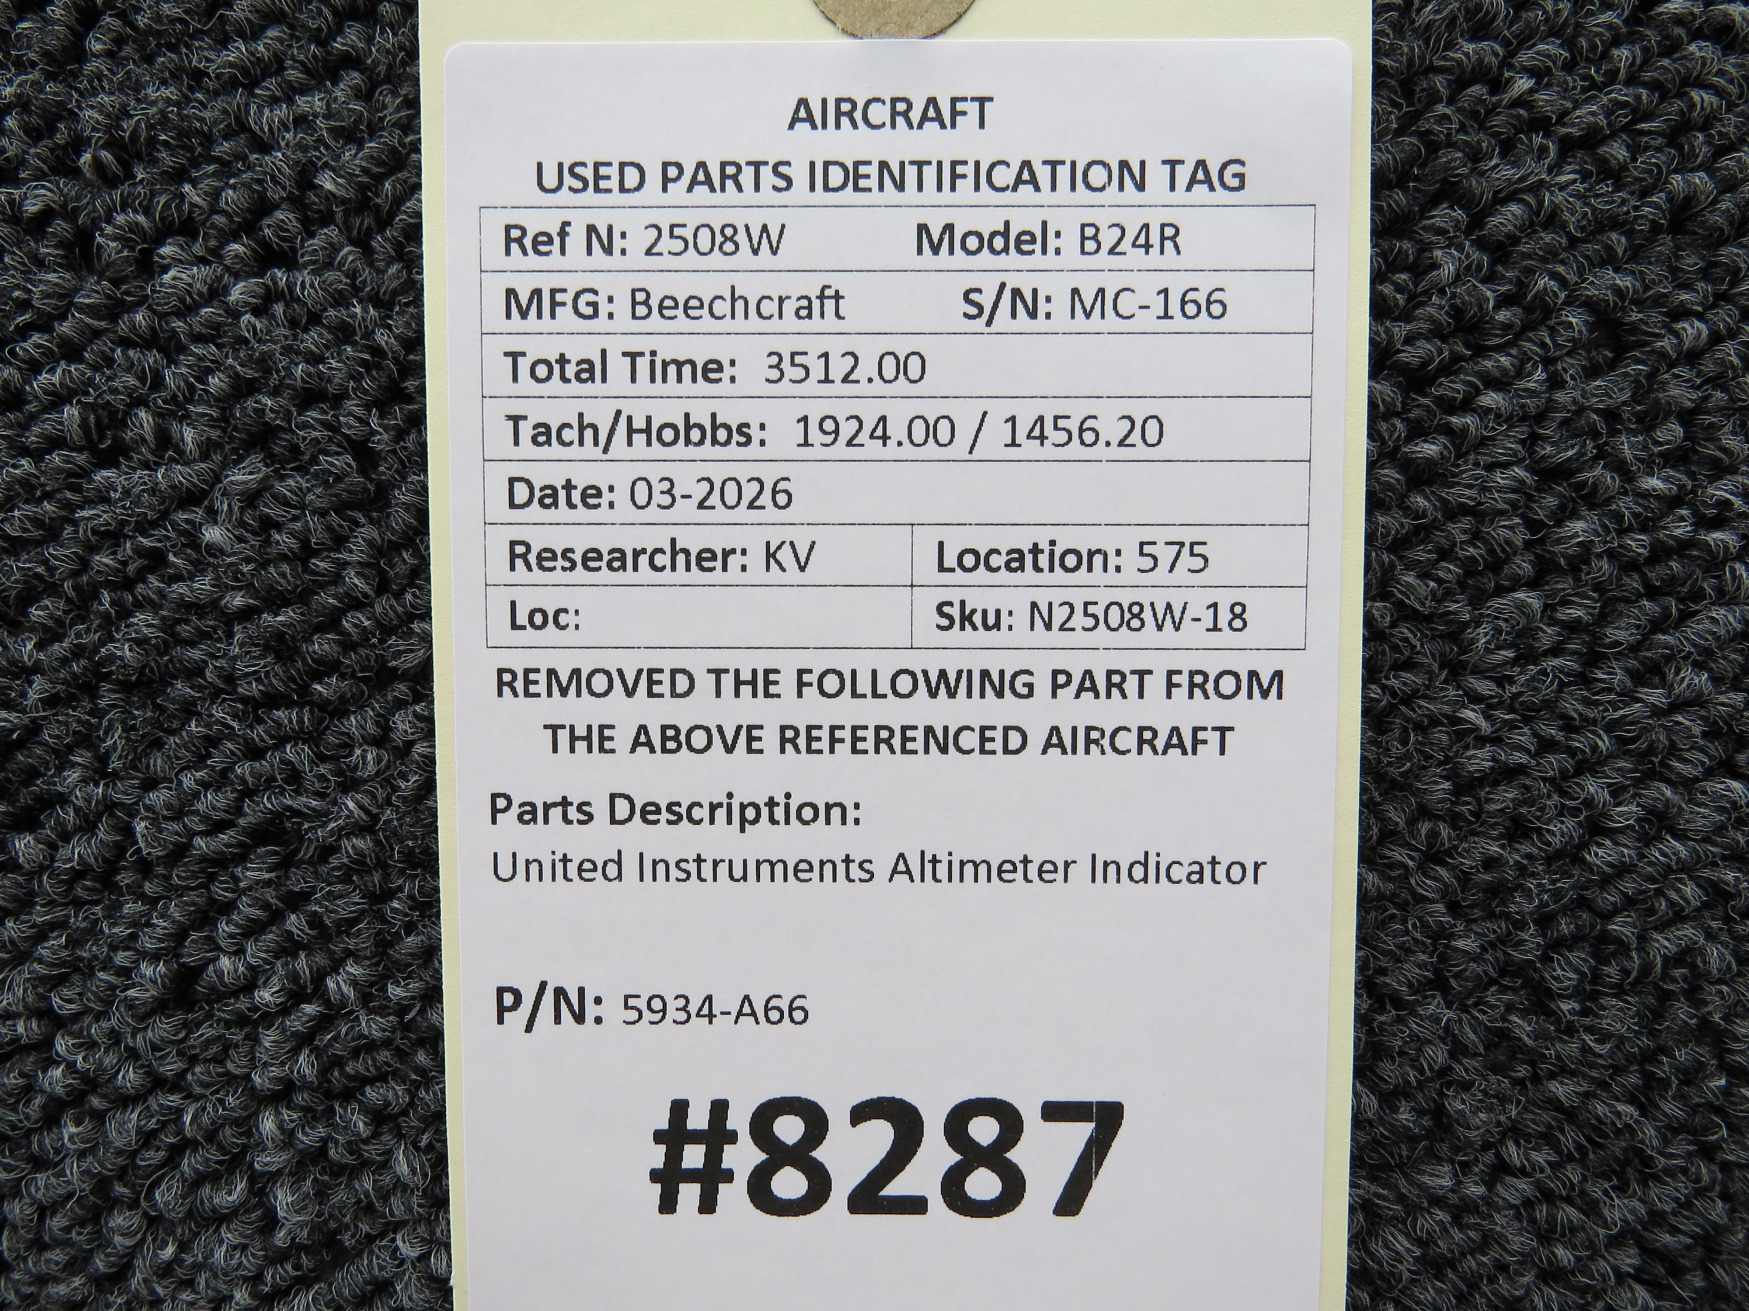 AIRCRAFT
USED PARTS IDENTIFICATION TAG
Ref N: 2508W Model: B24R
MFG: Beechcraft S/N: MC-166
Total Time: 3512.00
Tach/Hobbs: 1924.00 / 1456.20
Date: 03-2026
Researcher: KV Location: 575
Loc: Sku: N2508W-18
REMOVED THE FOLLOWING PART FROM
THE ABOVE REFERENCED AIRCRAFT
Parts Description:
United Instruments Altimeter Indicator
P/N: 5934-A66
#8287